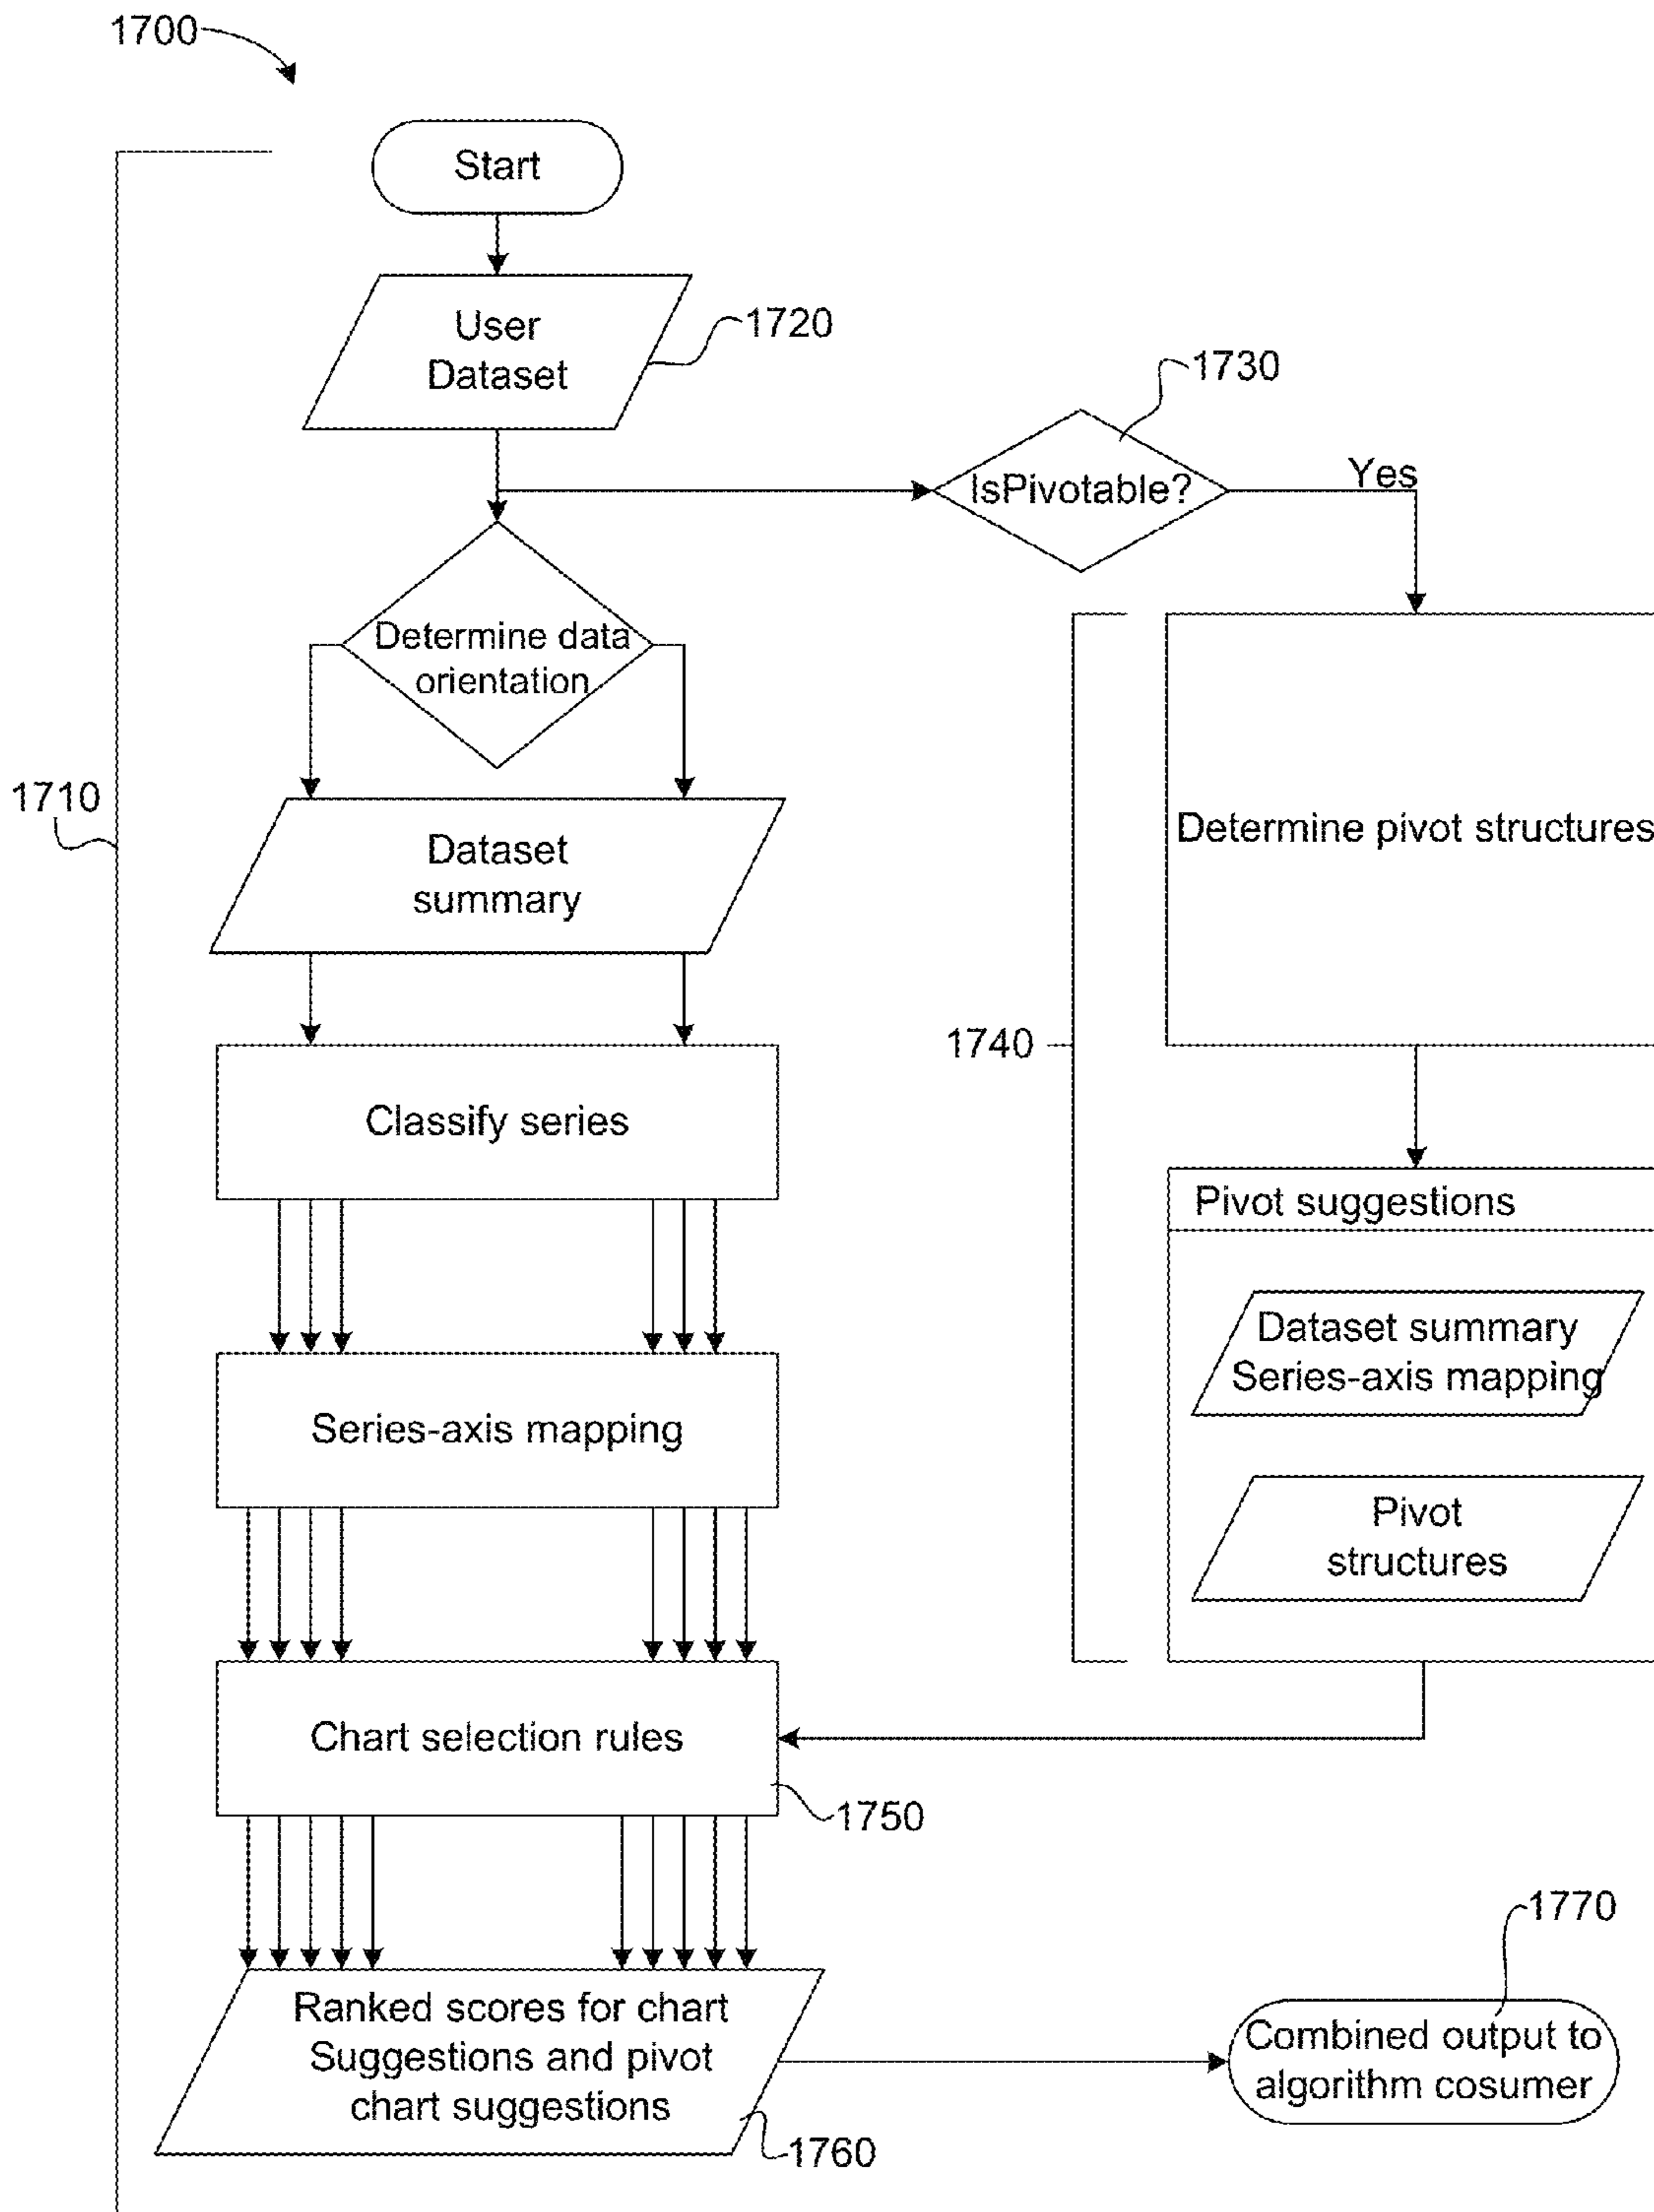 1700
Start
User
Dataset
1720
1730
IsPivotable?
Yes
Determine data
orientation
1710
Dataset
summary
Determine pivot structures
1740
Classify series
Pivot suggestions
Dataset summary
Series-axis mapping
Series-axis mapping
Pivot
structures
Chart selection rules
1750
1770
Ranked scores for chart
Suggestions and pivot
chart suggestions
Combined output to
algorithm cosumer
1760